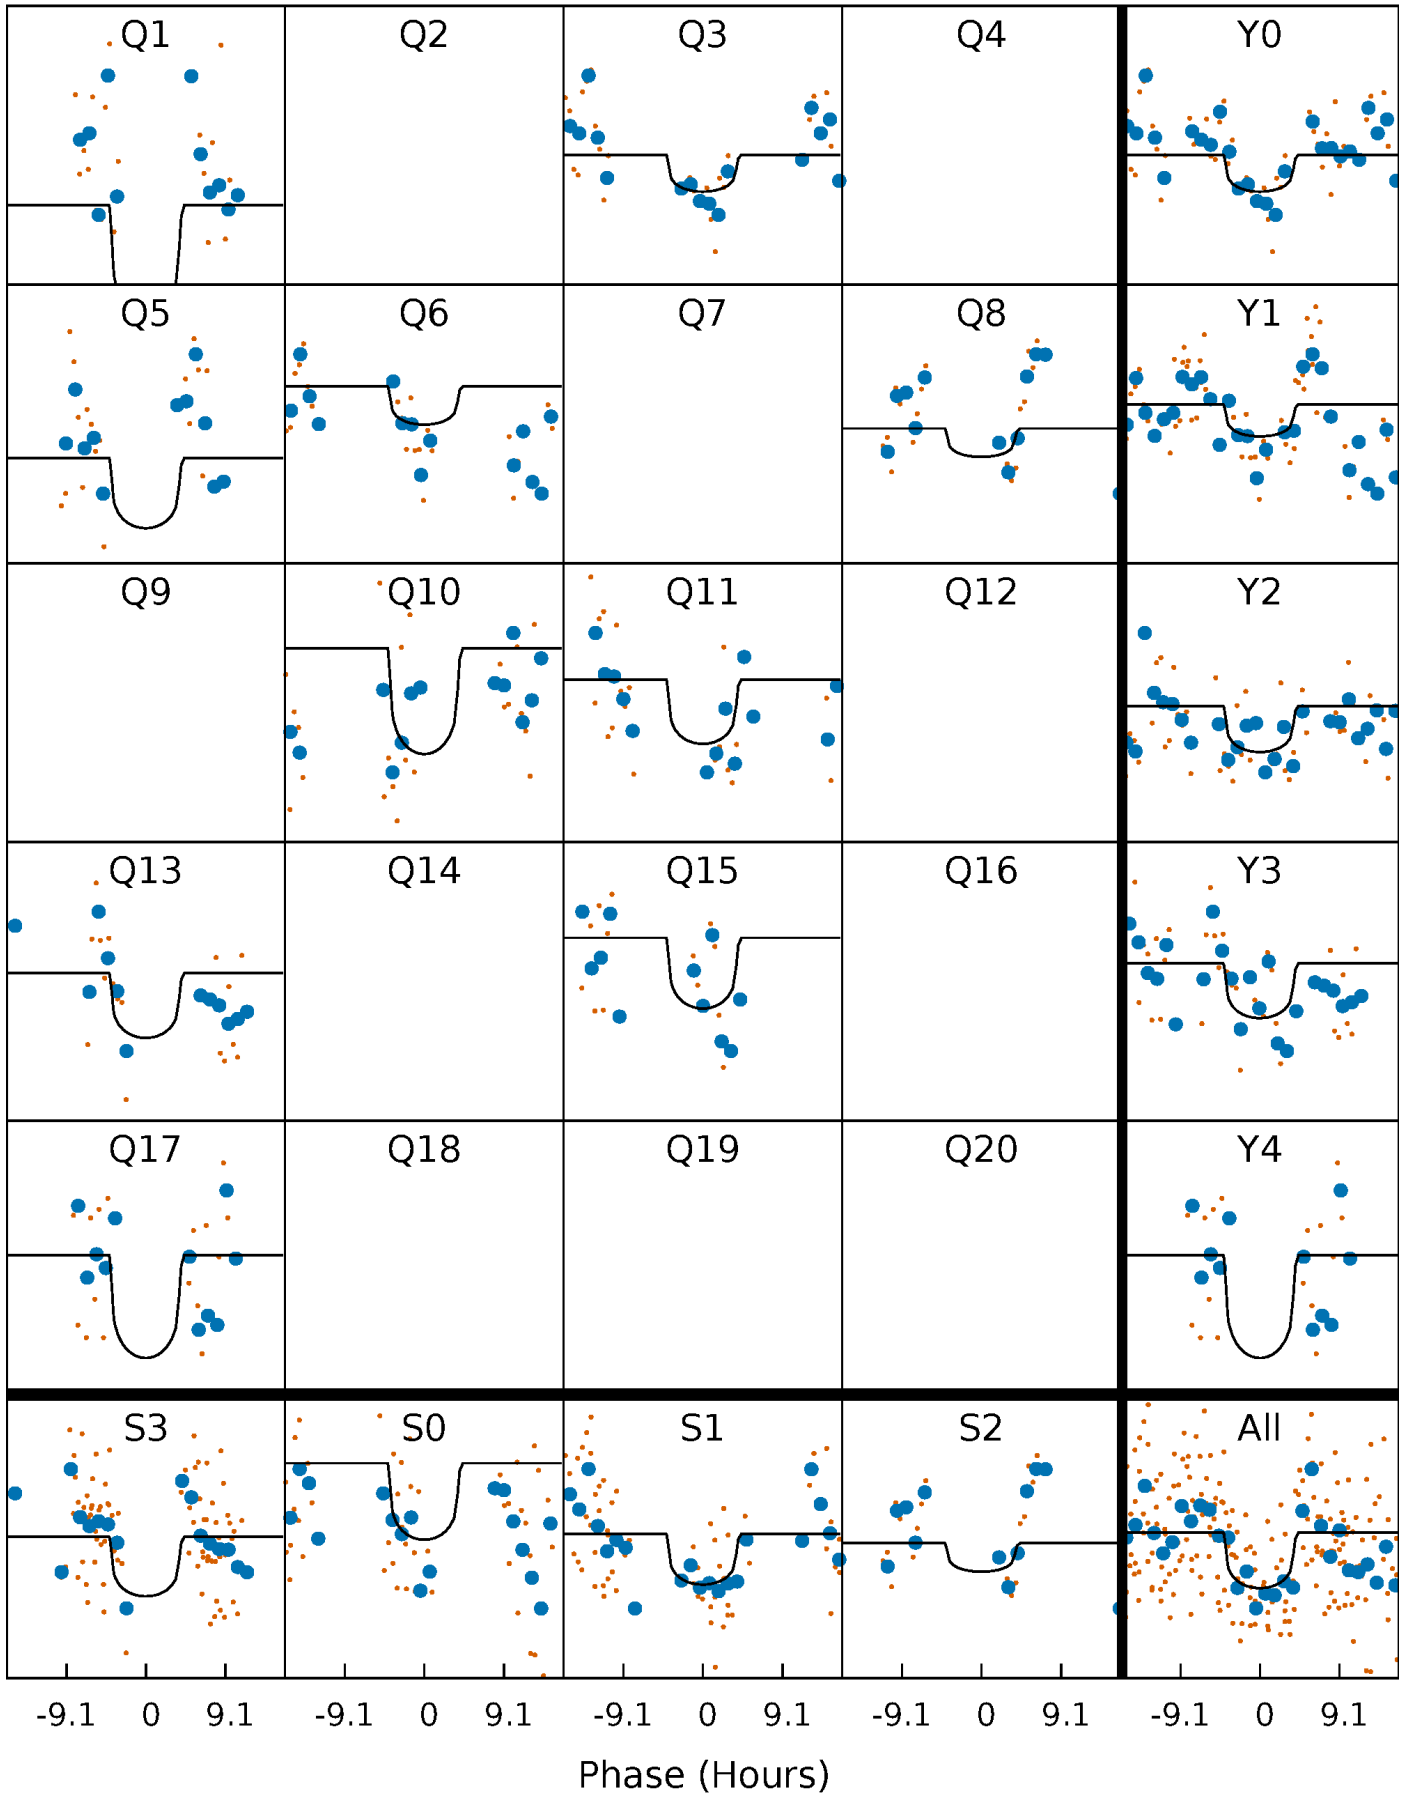 Q1 Q2 Q3 Q4 Y0
Q5 Q6 Q7 Q8 Y1
Q9 Q10 Q11 Q12 Y2
Q13 Q14 Q15 Q16 Y3
Q17 Q18 Q19 Q20 Y4
S3 S0 S1 S2 All
-9.1 0 9.1 -9.1 0 9.1 -9.1 0 9.1 -9.1 0 9.1 -9.1 0 9.1
Phase (Hours)